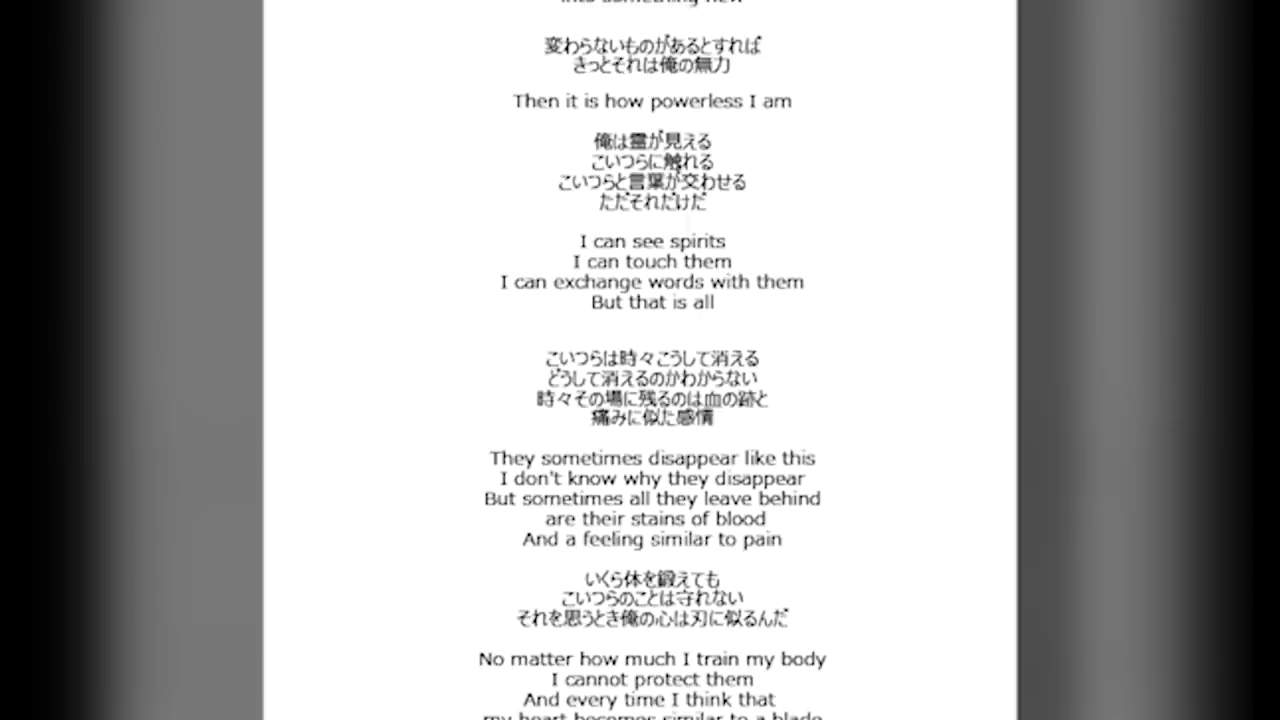 into something new
変わらないものがあるとすれば
きっとそれは俺の無力
Then it is how powerless I am
俺は霊が見える
こいつらに触れる
こいつらと言葉が交わせる
ただそれだけだ
I can see spirits
I can touch them
I can exchange words with them
But that is all
こいつらは時々こうして消える
どうして消えるのかわからない
時々その場に残るのは血の跡と
痛みに似た感情
They sometimes disappear like this
I don't know why they disappear
But sometimes all they leave behind
are their stains of blood
And a feeling similar to pain
いくら体を鍛えても
こいつらのことは守れない
それを思うとき俺の心は刃に似るんだ
No matter how much I train my body
I cannot protect them
And every time I think that
my heart becomes similar to a blade